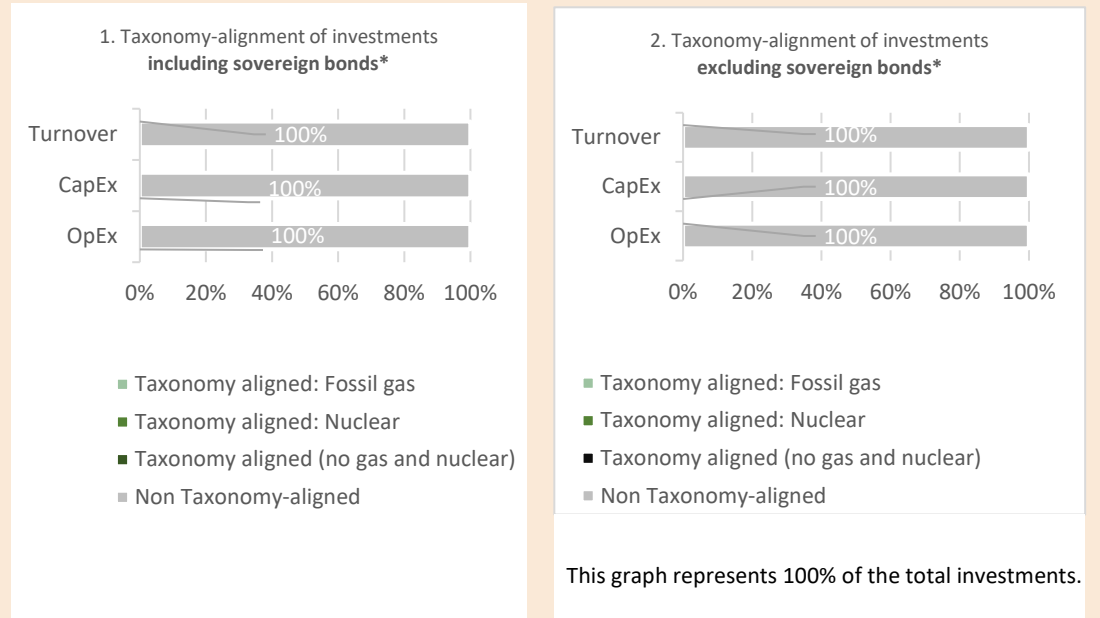 1. Taxonomy-alignment of investments
including sovereign bonds*
Turnover
100%
CapEx
100%
OpEx
100%
0% 20% 40% 60% 80% 100%
Taxonomy aligned: Fossil gas
Taxonomy aligned: Nuclear
Taxonomy aligned (no gas and nuclear)
Non Taxonomy-aligned
2. Taxonomy-alignment of investments
excluding sovereign bonds*
Turnover
100%
CapEx
100%
OpEx
100%
0% 20% 40% 60% 80% 100%
Taxonomy aligned: Fossil gas
Taxonomy aligned: Nuclear
Taxonomy aligned (no gas and nuclear)
Non Taxonomy-aligned
This graph represents 100% of the total investments.